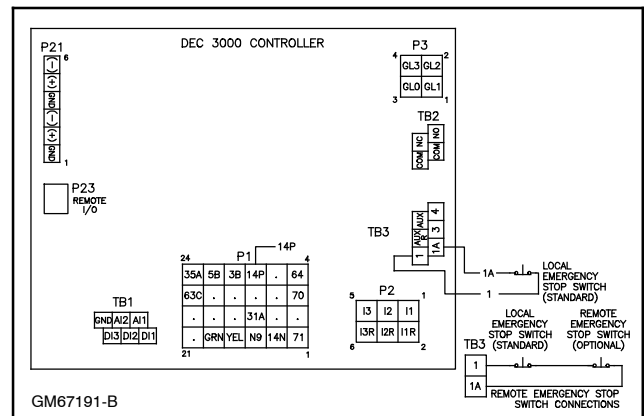 DEC 3000 CONTROLLER
P21
6
(-)
(+)
GND
(-)
(+)
GND
1
P23
REMOTE
I/O
P3
4 2
GL3 GL2
GL0 GL1
3 1
TB2
NC NO
COM COM
TB3
AUX AUX 4
1 R 3
1A
1A
1
LOCAL
EMERGENCY
STOP SWITCH
(STANDARD)
14P
P1
24 4
35A 5B 3B 14P . 64
63C . . . . 70
. . . 31A . .
. GRN YEL N9 14N 71
21 1
TB1
GND AI2 AI1
DI3 DI2 DI1
P2
5 1
I3 I2 I1
I3R I2R I1R
6 2
LOCAL
EMERGENCY
STOP SWITCH
(STANDARD)
REMOTE
EMERGENCY
STOP SWITCH
(OPTIONAL)
TB3
1
1A
REMOTE EMERGENCY STOP
SWITCH CONNECTIONS
GM67191-B